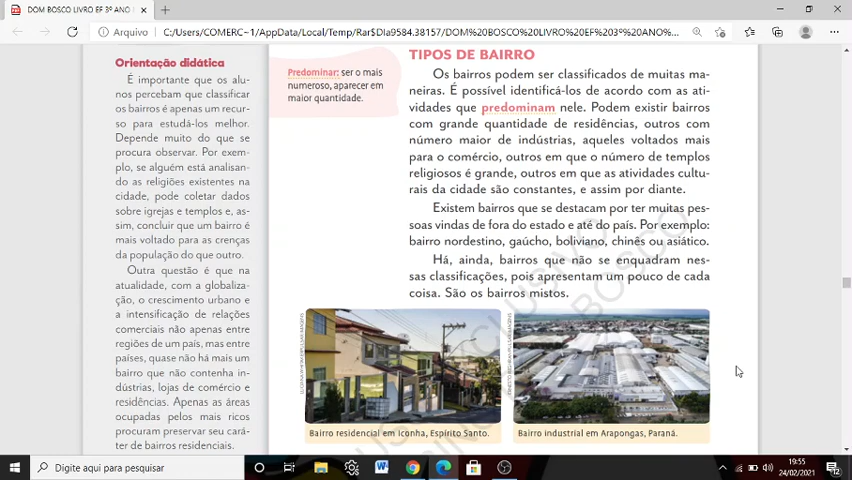 DOM BOSCO LIVRO EF 3º ANO
Arquivo
C:/Users/COMERC~1/AppData/Local/Temp/Rar$DIa9584.38157/DOM%20BOSCO%20LIVRO%20EF%203º%20ANO%...
Orientação didática
É importante que os alu-
nos percebam que classificar
os bairros é apenas um recur-
so para estudá-los melhor.
Depende muito do que se
procura observar. Por exem-
plo, se alguém está analisan-
do as religiões existentes na
cidade, pode coletar dados
sobre igrejas e templos e, as-
sim, concluir que um bairro é
mais voltado para as crenças
da população do que outro.
Outra questão é que na
atualidade, com a globaliza-
ção, o crescimento urbano e
a intensificação de relações
comerciais não apenas entre
regiões de um país, mas entre
países, quase não há mais um
bairro que não contenha in-
dústrias, lojas de comércio e
residências. Apenas as áreas
ocupadas pelos mais ricos
procuram preservar seu cará-
ter de bairros residenciais.
Predominar: ser o mais
numeroso, aparecer em
maior quantidade.
TIPOS DE BAIRRO
Os bairros podem ser classificados de muitas ma-
neiras. É possível identificá-los de acordo com as ati-
vidades que predominam nele. Podem existir bairros
com grande quantidade de residências, outros com
número maior de indústrias, aqueles voltados mais
para o comércio, outros em que o número de templos
religiosos é grande, outros em que as atividades cultu-
rais da cidade são constantes, e assim por diante.
Existem bairros que se destacam por ter muitas pes-
soas vindas de fora do estado e até do país. Por exemplo:
bairro nordestino, gaúcho, boliviano, chinês ou asiático.
Há, ainda, bairros que não se enquadram nes-
sas classificações, pois apresentam um pouco de cada
coisa. São os bairros mistos.
Bairro residencial em Iconha, Espírito Santo.
Bairro industrial em Arapongas, Paraná.
Digite aqui para pesquisar
19:55
24/02/2021